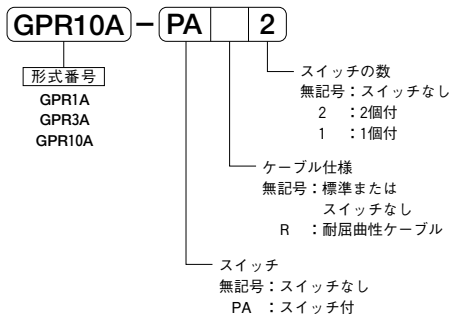 GPR10A－PA 2
形式番号
GPR1A
GPR3A
GPR10A
スイッチの数
無記号：スイッチなし
2 ：2個付
1 ：1個付
ケーブル仕様
無記号：標準または
スイッチなし
R ：耐屈曲性ケーブル
スイッチ
無記号：スイッチなし
PA ：スイッチ付